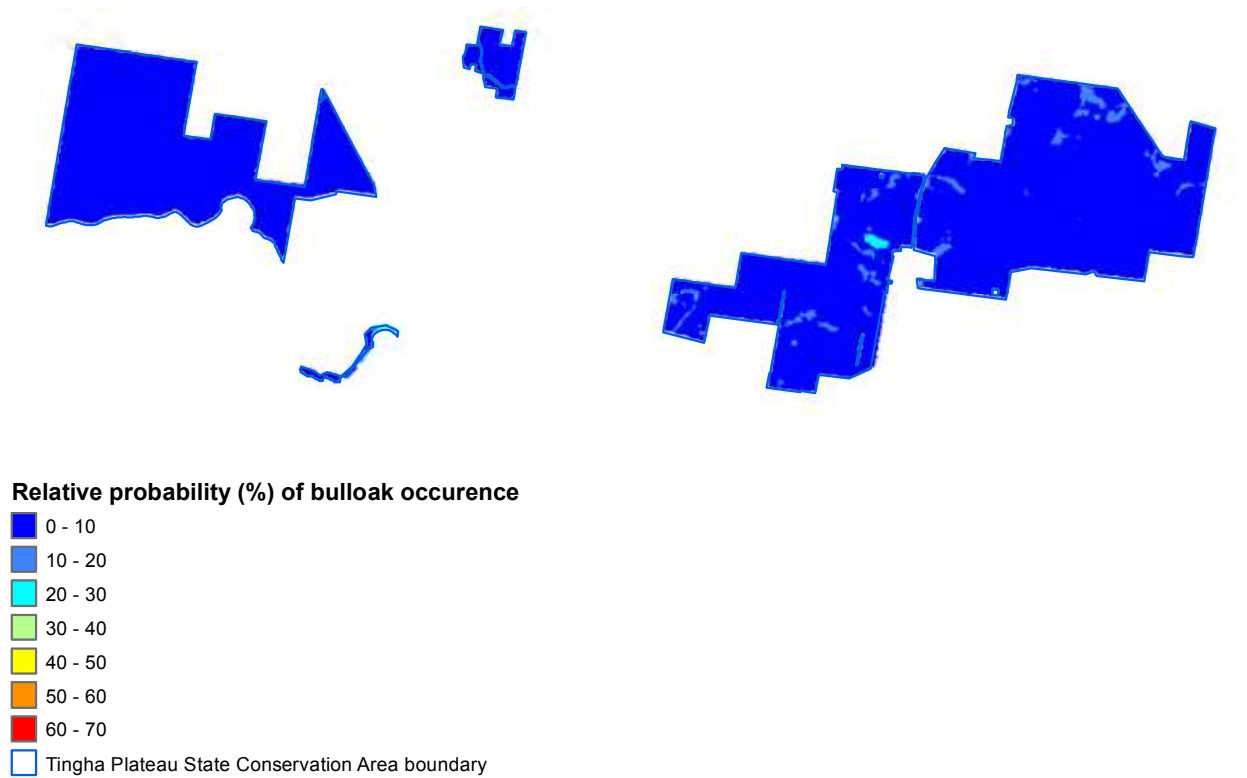 Relative probability (%) of bulloak occurence
0 - 10
10 - 20
20 - 30
30 - 40
40 - 50
50 - 60
60 - 70
Tingha Plateau State Conservation Area boundary